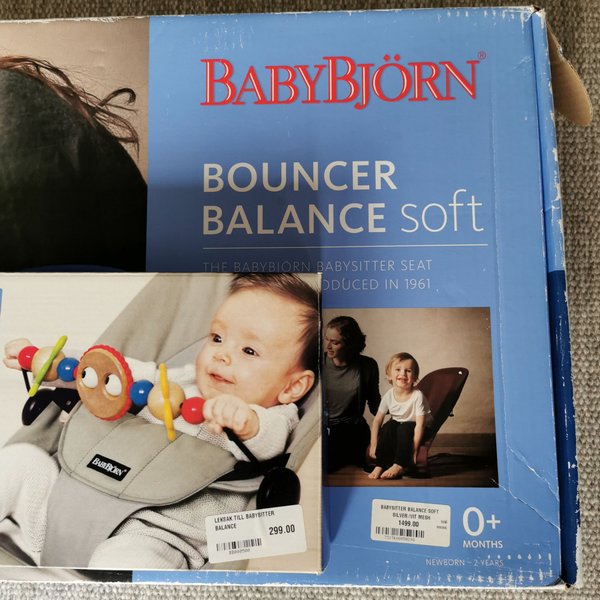 BABYBJÖRN®
BOUNCER
BALANCE soft
THE BABYBJÖRN BABYSITTER SEAT
ODUCED IN 1961
BABYBJÖRN
LEKSAK TILL BABYSITTER
BALANCE
299.00
BABYSITTER BALANCE SOFT
SILVER/VIT MESH
1499.00
0+
MONTHS
NEWBORN – 2 YEARS